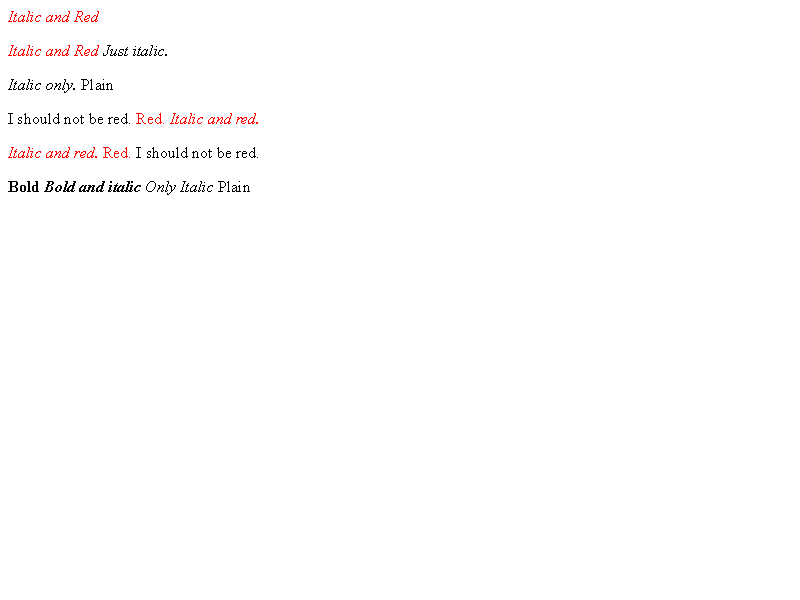 Italic and Red
Italic and Red Just italic.
Italic only. Plain
I should not be red. Red. Italic and red.
Italic and red. Red. I should not be red.
Bold Bold and italic Only Italic Plain